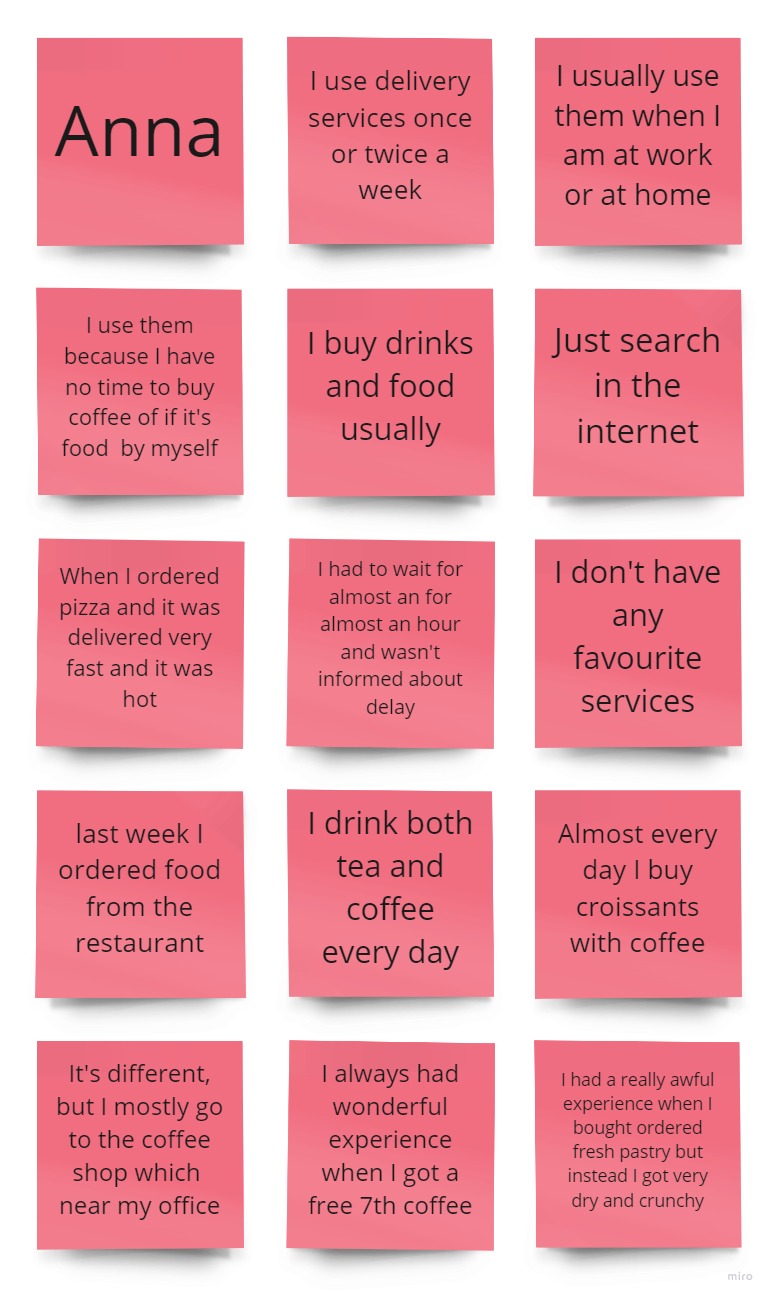 Anna
I use delivery
services once
or twice a
week
I usually use
them when I
am at work
or at home
I use them
because I have
no time to buy
coffee of if it's
food  by myself
I buy drinks
and food
usually
Just search
in the
internet
When I ordered
pizza and it was
delivered very
fast and it was
hot
I had to wait for
almost an for
almost an hour
and wasn't
informed about
delay
I don't have
any
favourite
services
last week I
ordered food
from the
restaurant
I drink both
tea and
coffee
every day
Almost every
day I buy
croissants
with coffee
It's different,
but I mostly go
to the coffee
shop which
near my office
I always had
wonderful
experience
when I got a
free 7th coffee
I had a really awful
experience when I
bought ordered
fresh pastry but
instead I got very
dry and crunchy
miro